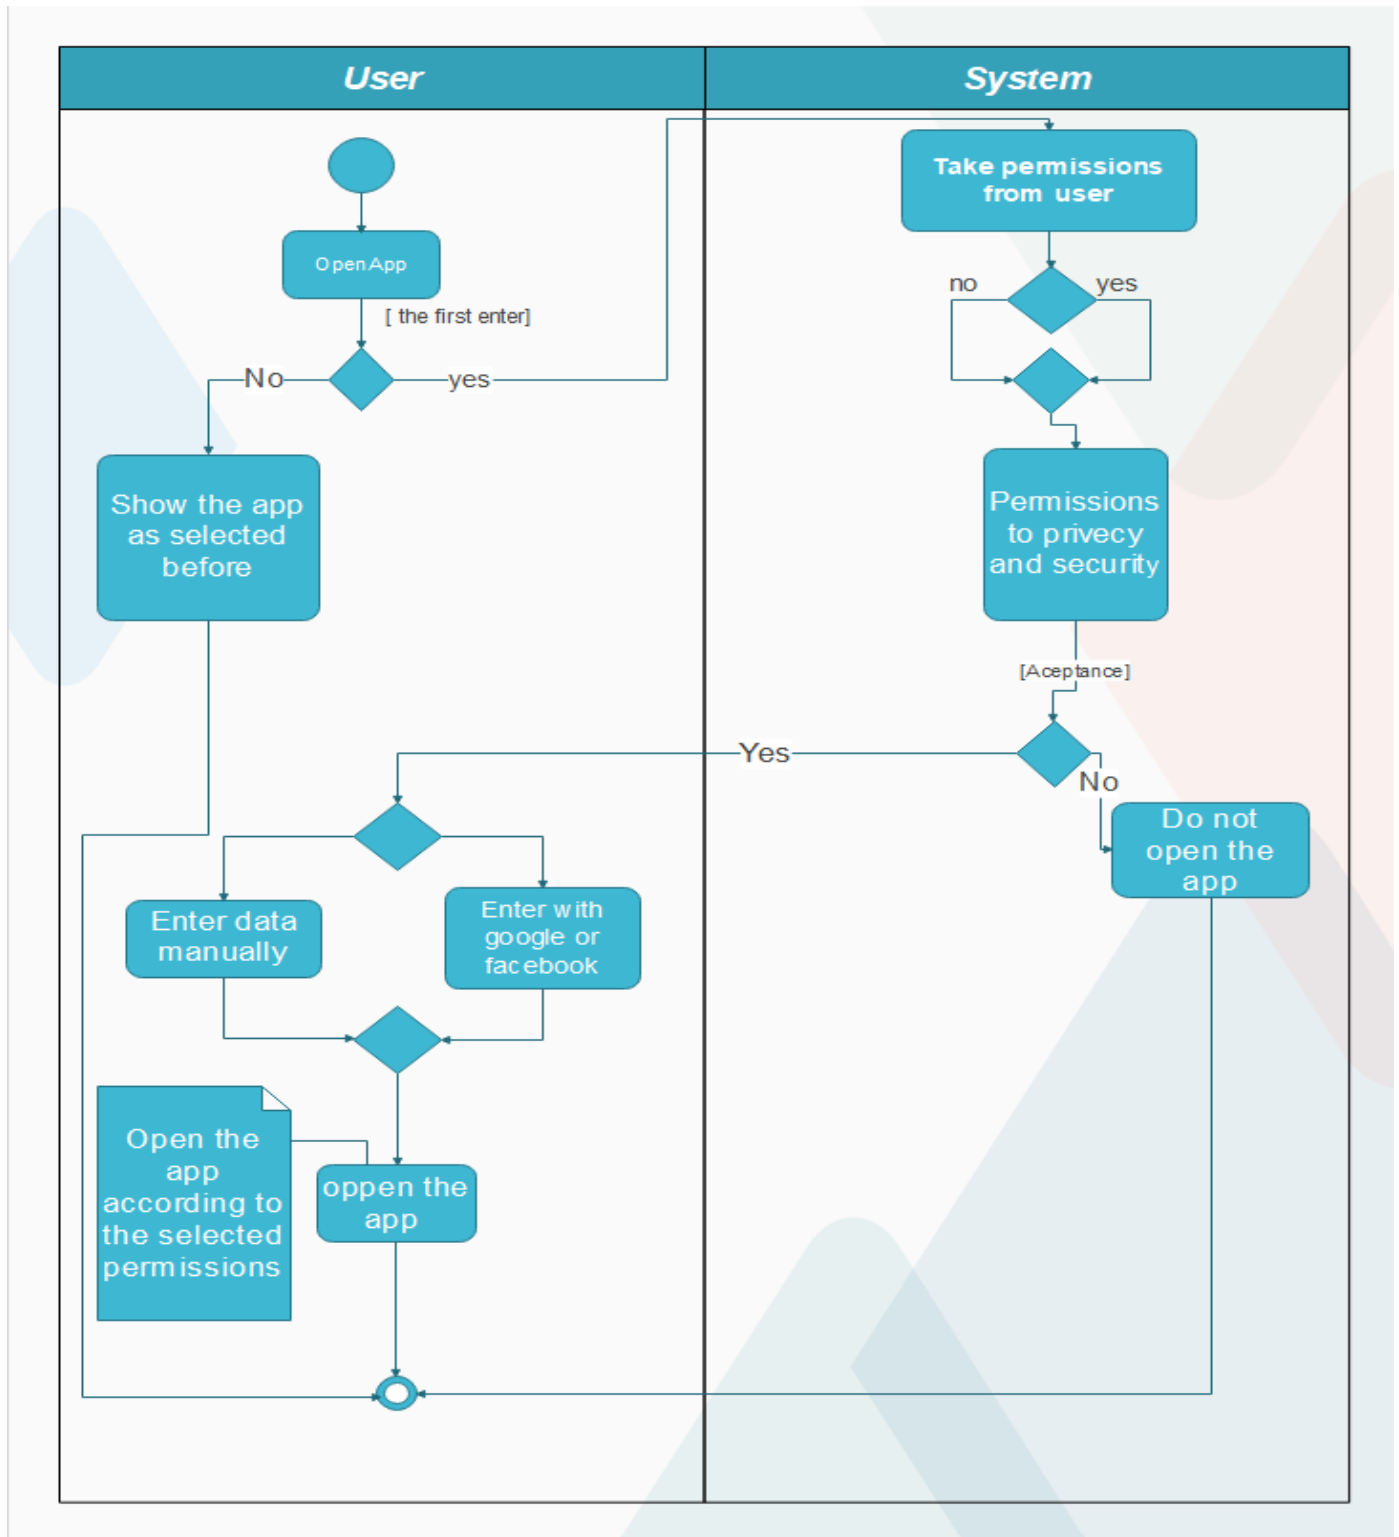 User
System
Take permissions
from user
Open App
[ the first enter]
no
yes
No
yes
Show the app
as selected
before
Permissions
to privecy
and security
[Aceptance]
Yes
No
Do not
open the
app
Enter data
manually
Enter with
google or
facebook
Open the
app
according to
the selected
permissions
oppen the
app